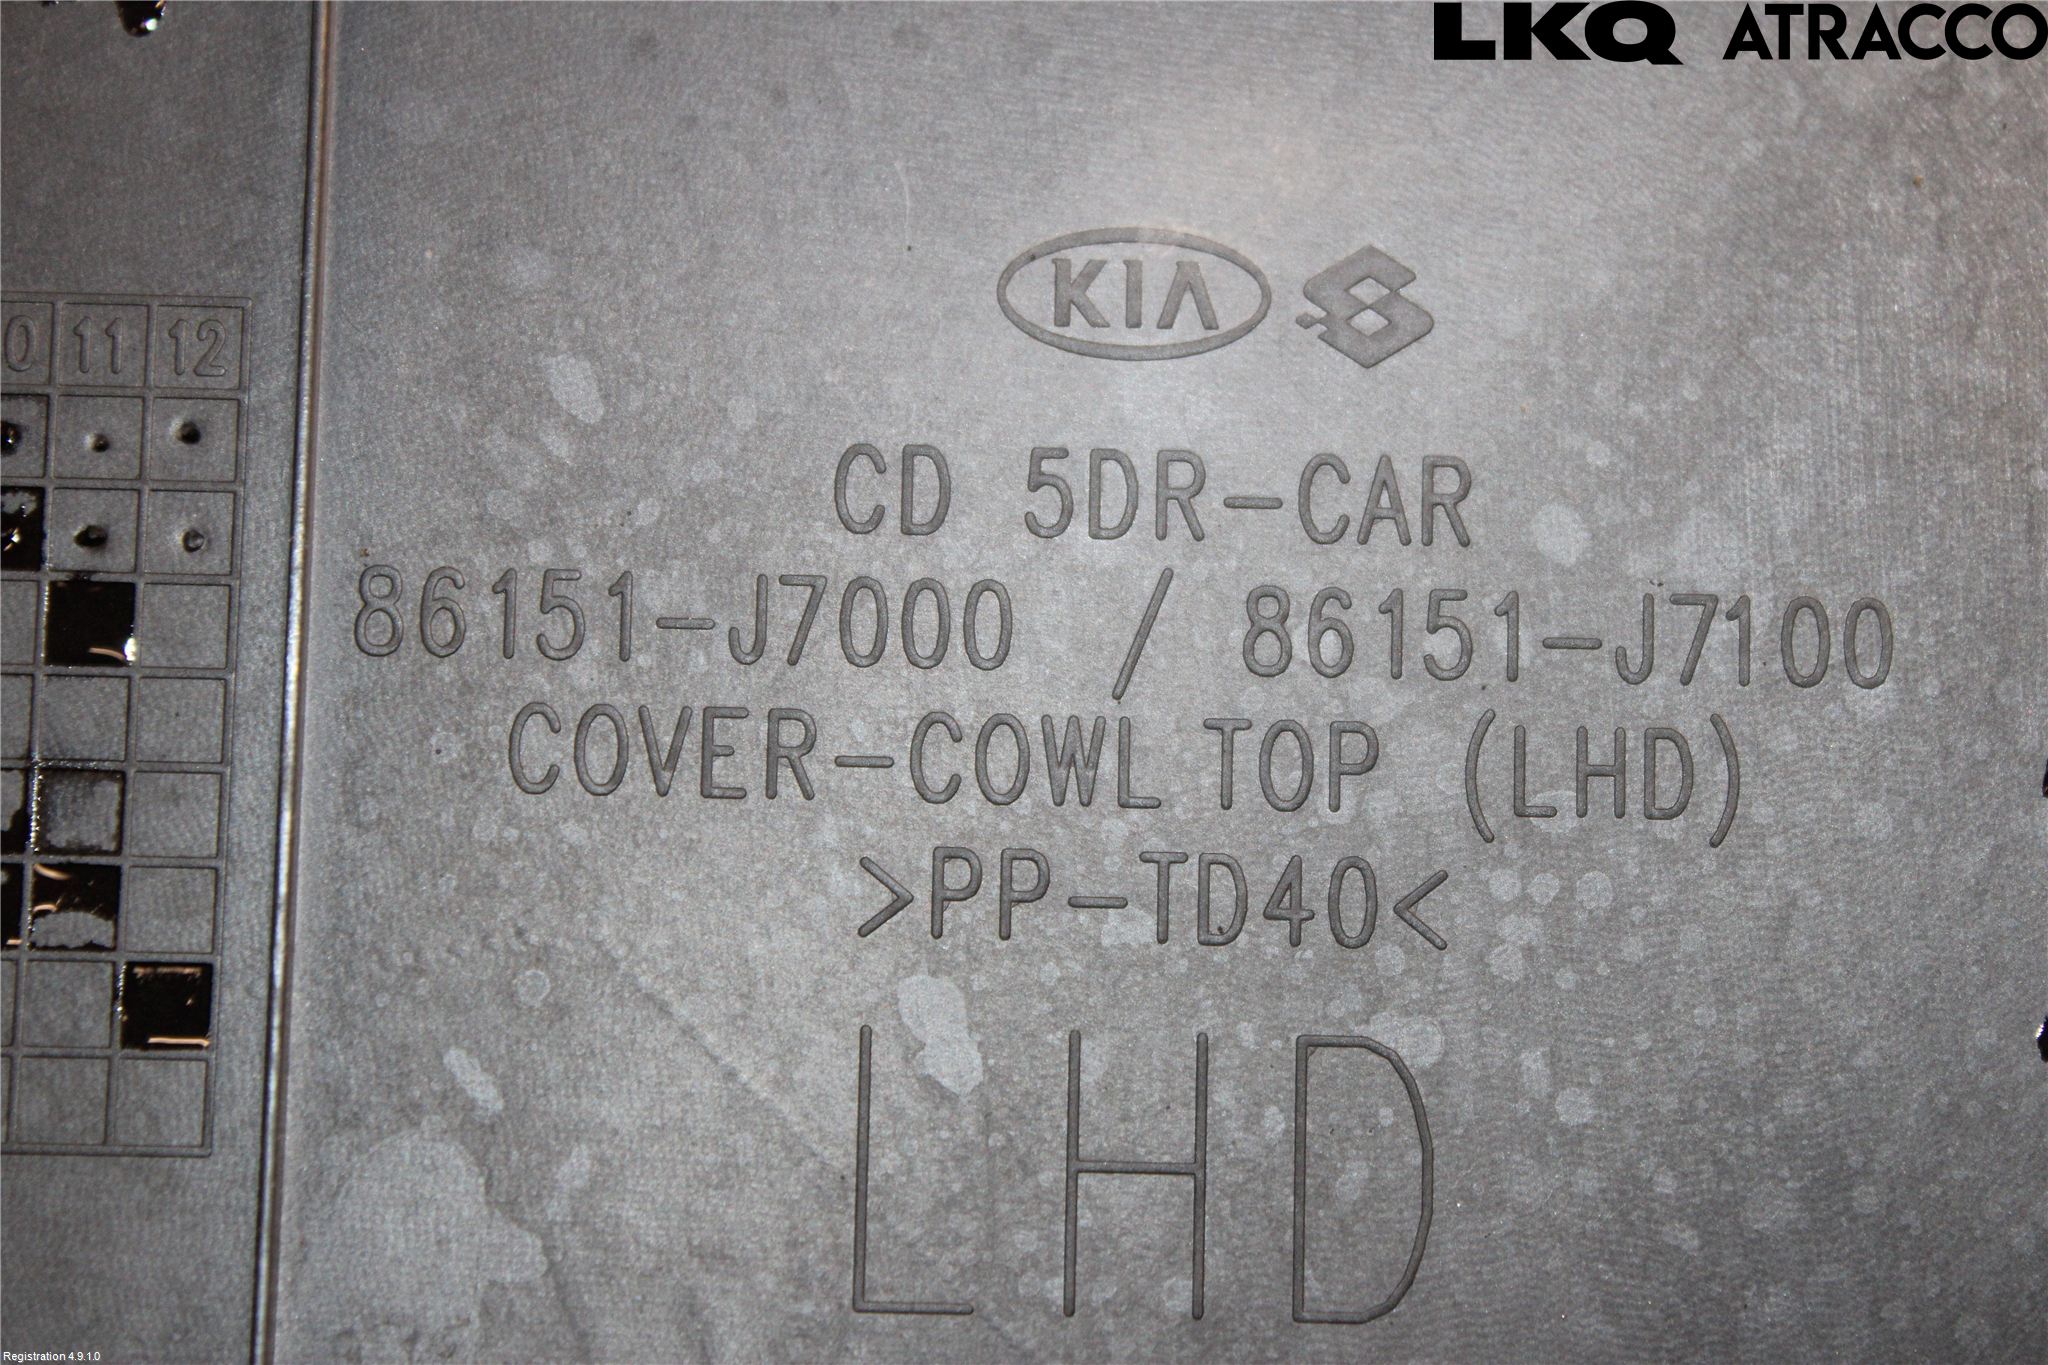 LKQ ATRACCO
KIA
11 12
CD 5DR-CAR
86151-J7000 / 86151-J7100
COVER-COWL TOP (LHD)
>PP-TD40<
LHD
Registration 4.9.1.0